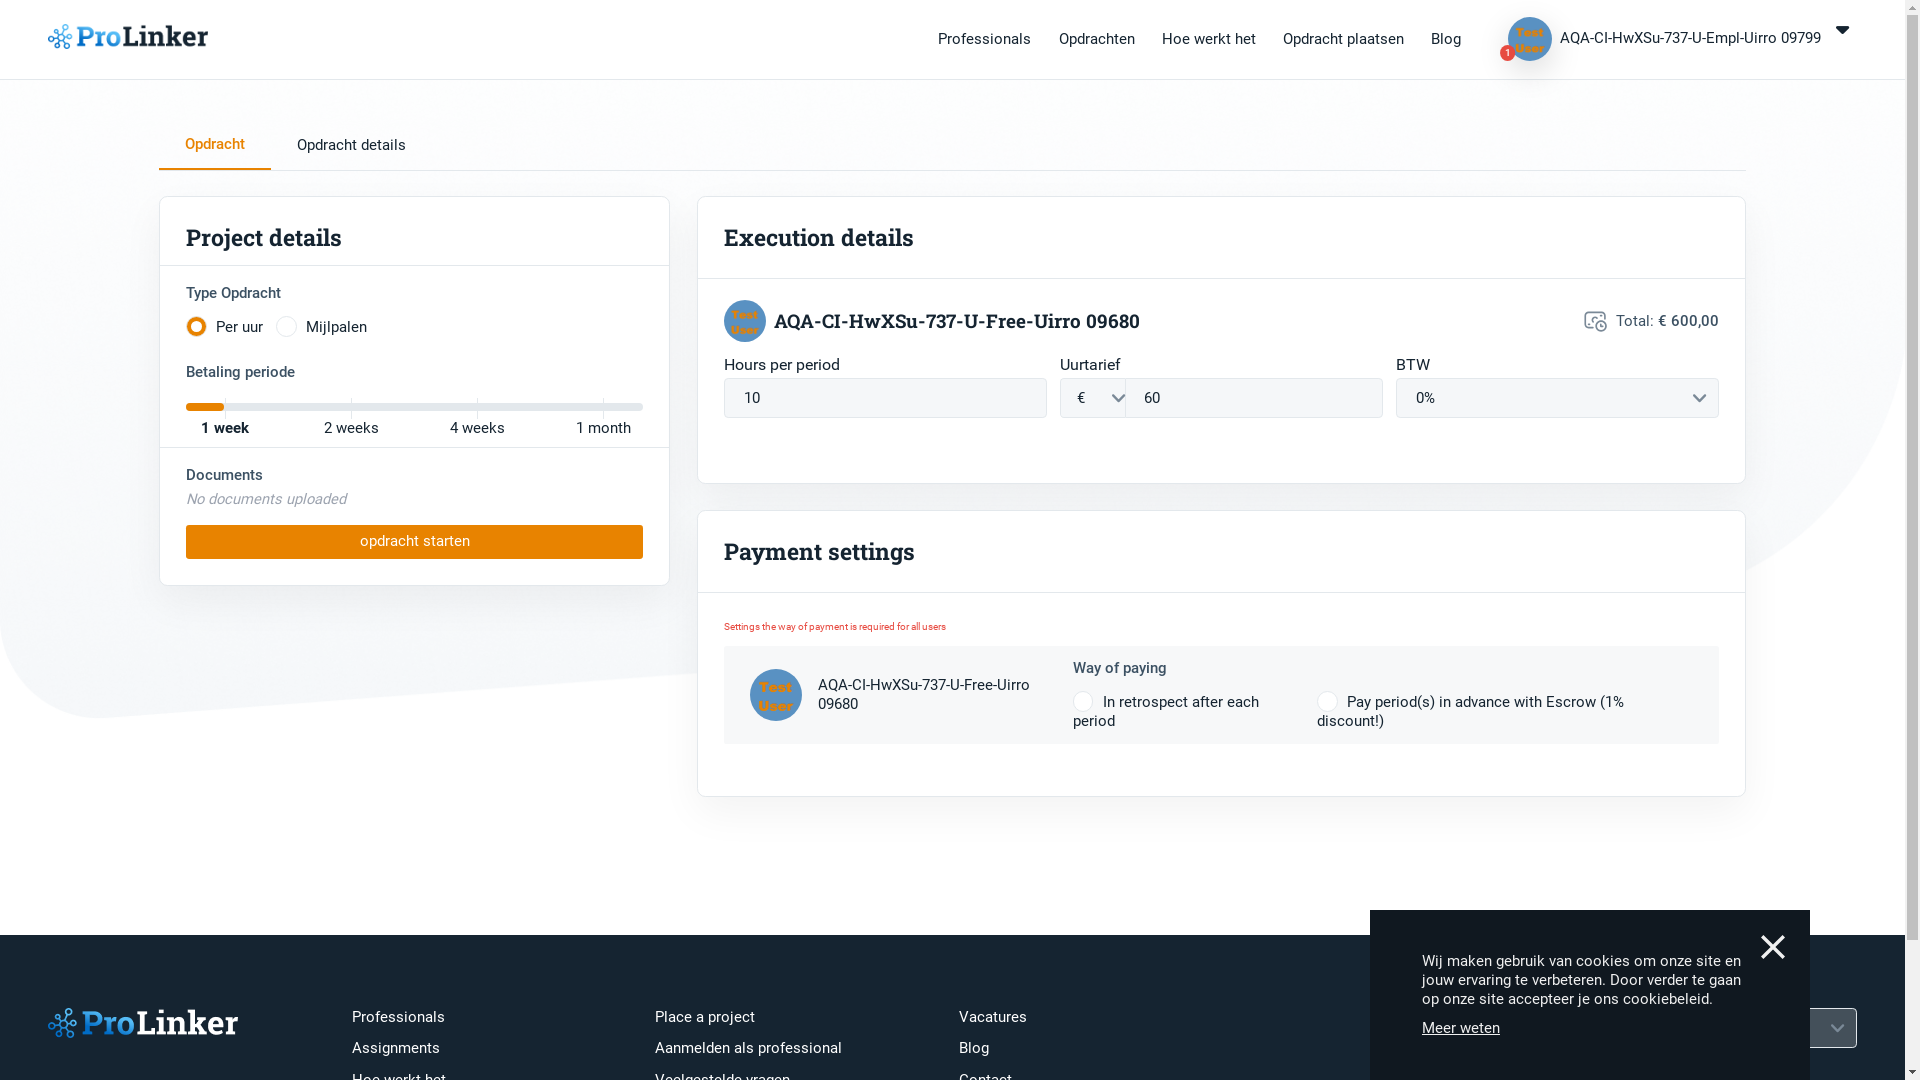 ProLinker
Professionals
Opdrachten
Hoe werkt het
Opdracht plaatsen
Blog
Test User
1
AQA-CI-HwXSu-737-U-Empl-Uirro 09799
Opdracht
Opdracht details
Project details
Type Opdracht
Per uur
Mijlpalen
Betaling periode
1 week
2 weeks
4 weeks
1 month
Documents
No documents uploaded
opdracht starten
Execution details
Test User
AQA-CI-HwXSu-737-U-Free-Uirro 09680
Total: € 600,00
Hours per period
Uurtarief
BTW
10
€
60
0%
Payment settings
Settings the way of payment is required for all users
Test
User
AQA-CI-HwXSu-737-U-Free-Uirro
09680
Way of paying
In retrospect after each
period
Pay period(s) in advance with Escrow (1%
discount!)
Wij maken gebruik van cookies om onze site en
jouw ervaring te verbeteren. Door verder te gaan
op onze site accepteer je ons cookiebeleid.
Meer weten
ProLinker
Professionals
Assignments
Hoe werkt het
Place a project
Aanmelden als professional
Veelgestelde vragen
Vacatures
Blog
Contact